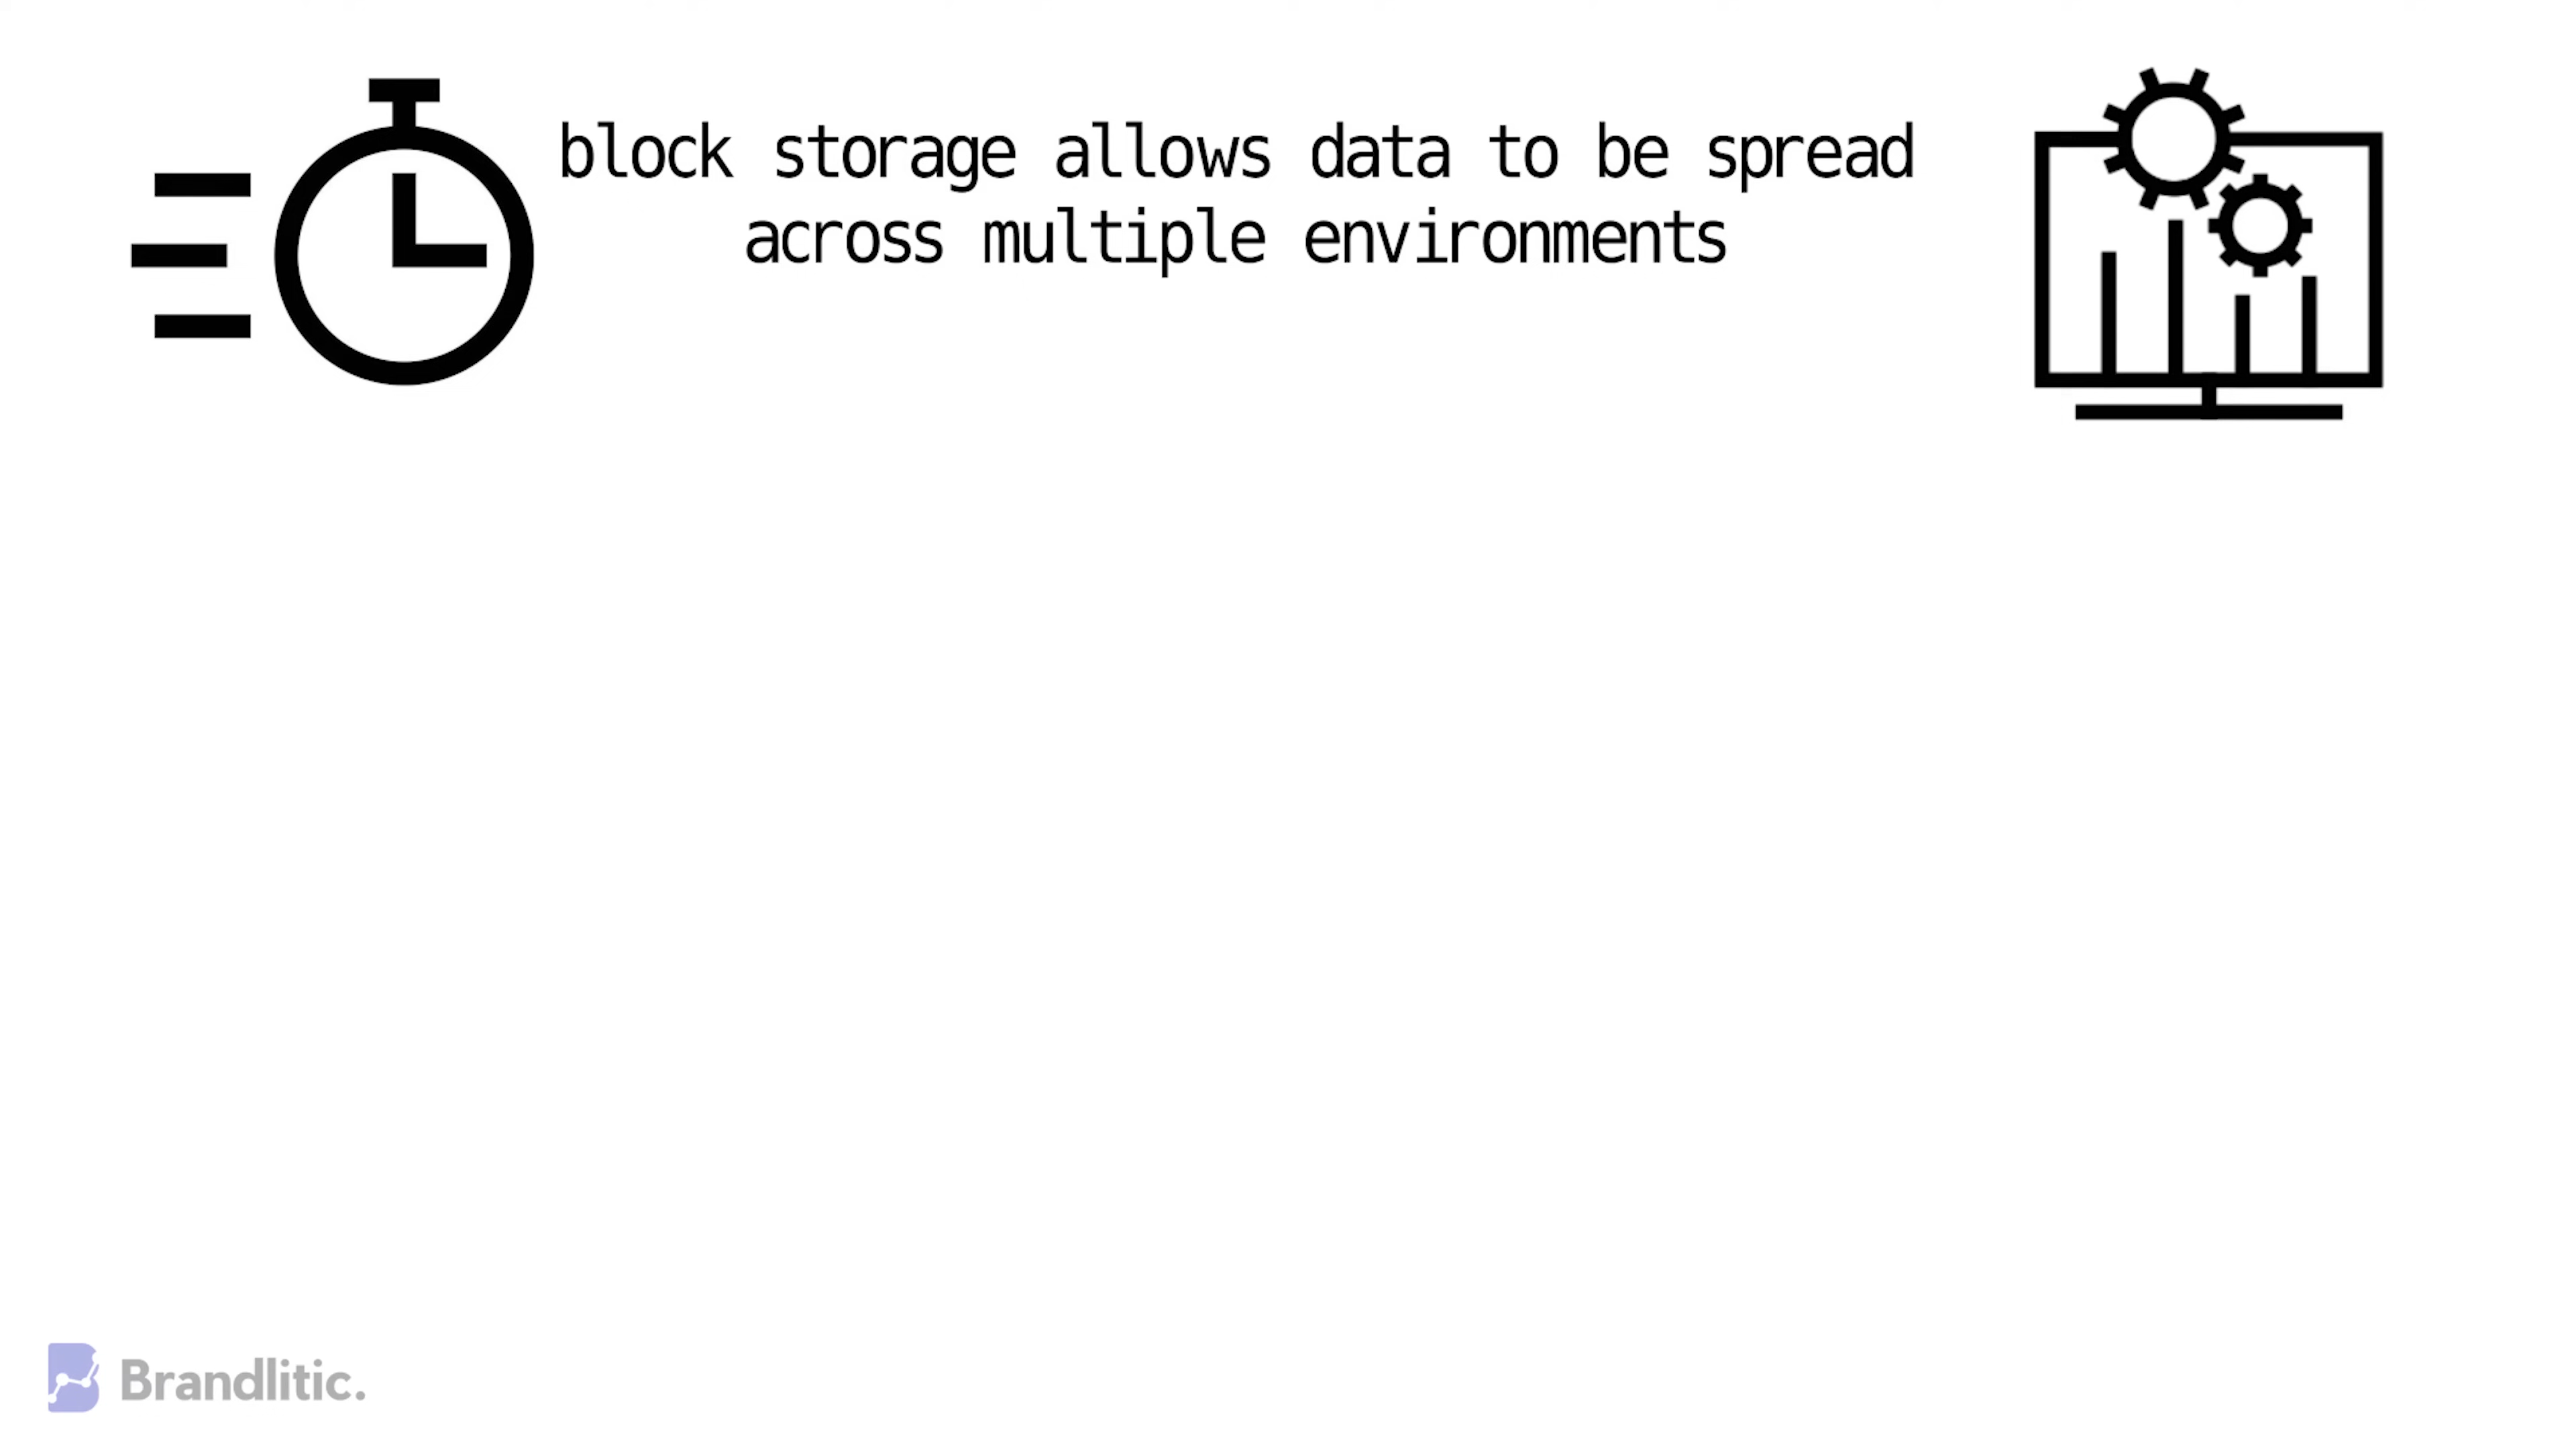 block storage allows data to be spread
across multiple environments
Brandlitic.